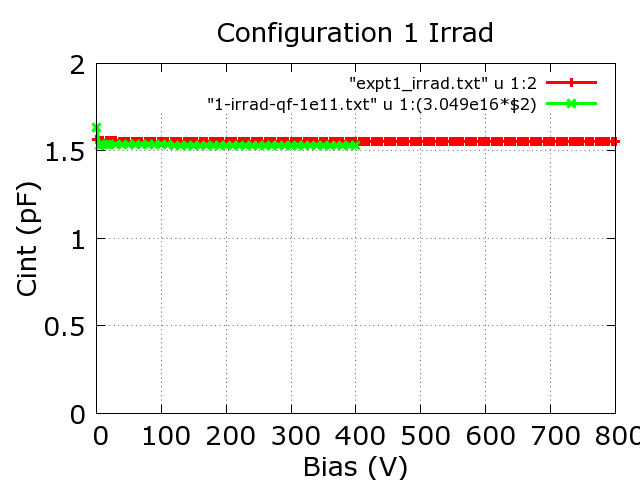 Configuration 1 Irrad
"expt1_irrad.txt" u 1:2
"1-irrad-qf-1e11.txt" u 1:(3.049e16*$2)
2
1.5
1
0.5
0
Cint (pF)
0 100 200 300 400 500 600 700 800
Bias (V)